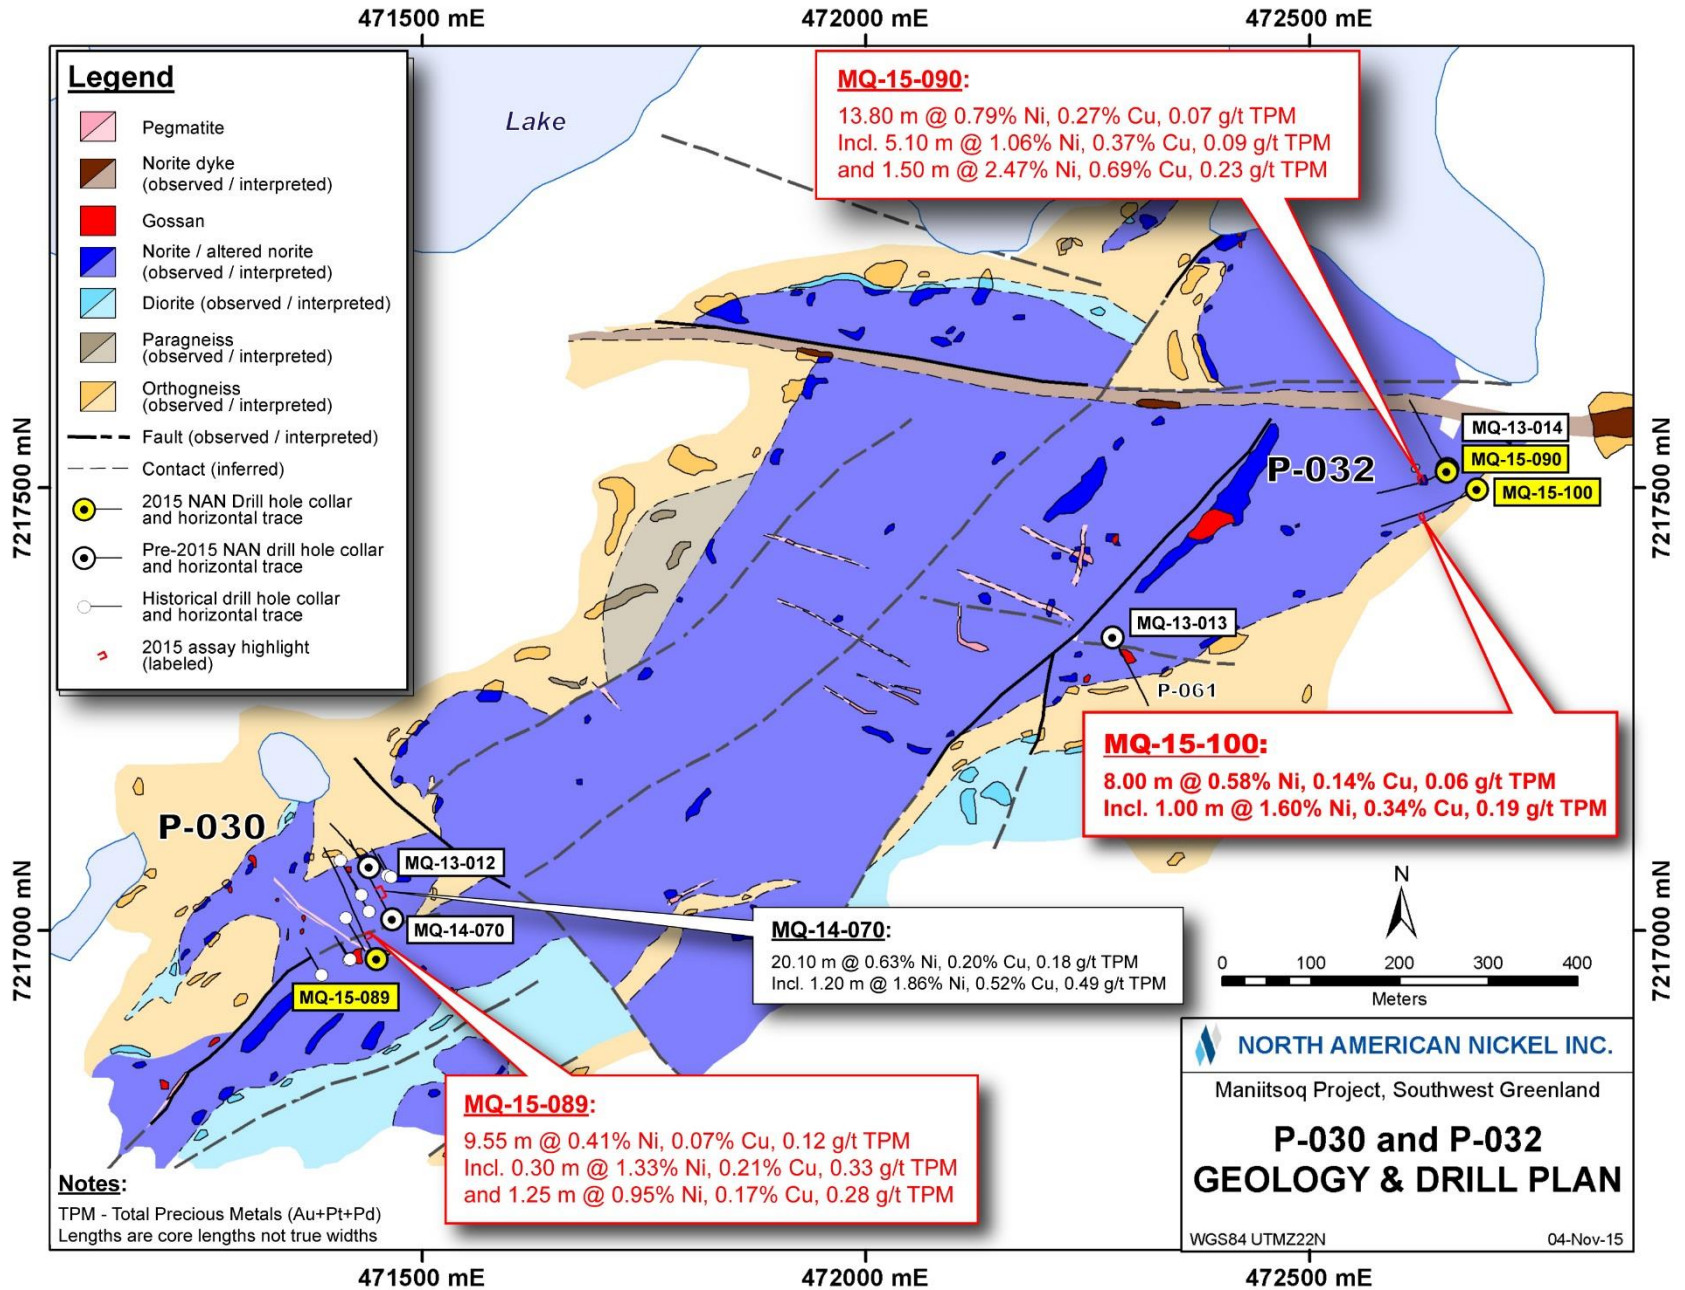 471500 mE
472000 mE
472500 mE
Legend
Pegmatite
Norite dyke
(observed / interpreted)
Gossan
Norite / altered norite
(observed / interpreted)
Diorite (observed / interpreted)
Paragneiss
(observed / interpreted)
Orthogneiss
(observed / interpreted)
Fault (observed / interpreted)
Contact (inferred)
2015 NAN Drill hole collar
and horizontal trace
Pre-2015 NAN drill hole collar
and horizontal trace
Historical drill hole collar
and horizontal trace
2015 assay highlight
(labeled)
Lake
MQ-15-090:
13.80 m @ 0.79% Ni, 0.27% Cu, 0.07 g/t TPM
Incl. 5.10 m @ 1.06% Ni, 0.37% Cu, 0.09 g/t TPM
and 1.50 m @ 2.47% Ni, 0.69% Cu, 0.23 g/t TPM
7217500 mN
7217500 mN
P-032
MQ-13-014
MQ-15-090
MQ-15-100
MQ-13-013
P-061
MQ-15-100:
8.00 m @ 0.58% Ni, 0.14% Cu, 0.06 g/t TPM
Incl. 1.00 m @ 1.60% Ni, 0.34% Cu, 0.19 g/t TPM
P-030
MQ-13-012
MQ-14-070
MQ-15-089
7217000 mN
7217000 mN
MQ-14-070:
20.10 m @ 0.63% Ni, 0.20% Cu, 0.18 g/t TPM
Incl. 1.20 m @ 1.86% Ni, 0.52% Cu, 0.49 g/t TPM
N
0 100 200 300 400
Meters
MQ-15-089:
9.55 m @ 0.41% Ni, 0.07% Cu, 0.12 g/t TPM
Incl. 0.30 m @ 1.33% Ni, 0.21% Cu, 0.33 g/t TPM
and 1.25 m @ 0.95% Ni, 0.17% Cu, 0.28 g/t TPM
NORTH AMERICAN NICKEL INC.
Maniitsoq Project, Southwest Greenland
P-030 and P-032
GEOLOGY & DRILL PLAN
WGS84 UTMZ22N 04-Nov-15
Notes:
TPM - Total Precious Metals (Au+Pt+Pd)
Lengths are core lengths not true widths
471500 mE
472000 mE
472500 mE